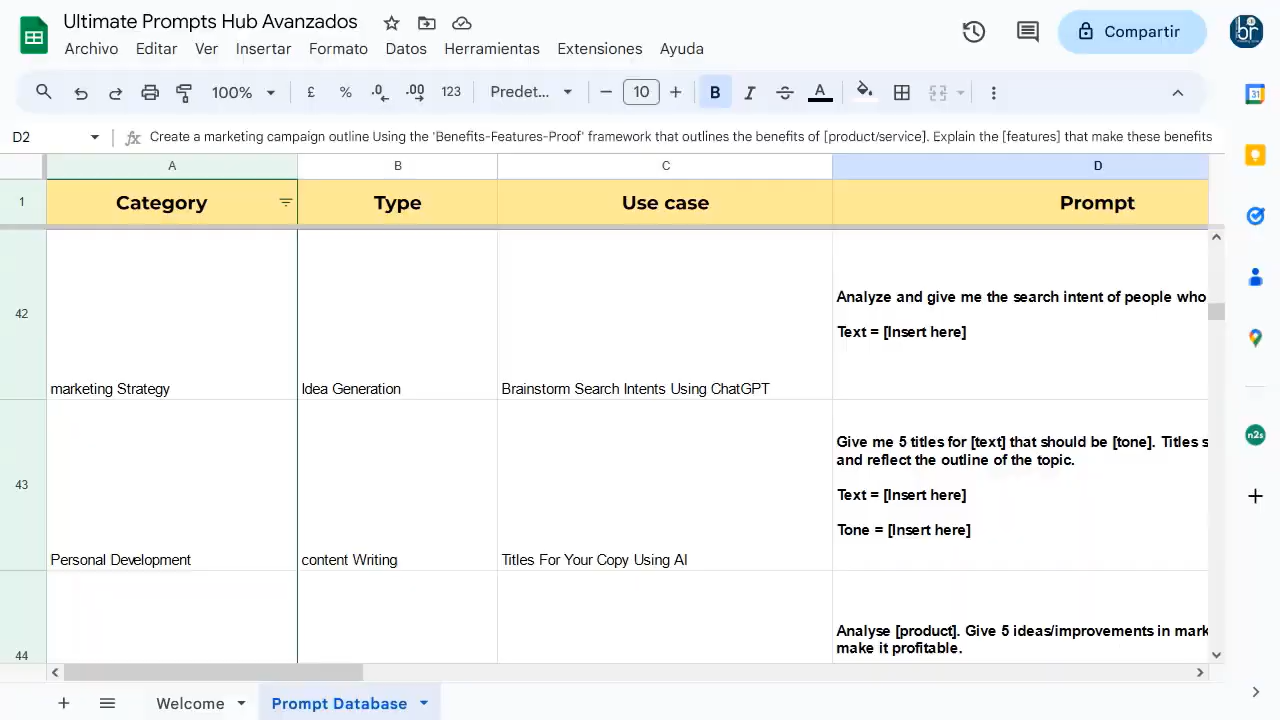 Ultimate Prompts Hub Avanzados
Archivo Editar Ver Insertar Formato Datos Herramientas Extensiones Ayuda
Compartir
100% £ % .0 .00 123 Predet... 10 B I S A
D2 fx Create a marketing campaign outline Using the 'Benefits-Features-Proof' framework that outlines the benefits of [product/service]. Explain the [features] that make these benefits
A B C D
1 Category Type Use case Prompt
Analyze and give me the search intent of people who
42
Text = [Insert here]
marketing Strategy Idea Generation Brainstorm Search Intents Using ChatGPT
Give me 5 titles for [text] that should be [tone]. Titles s
and reflect the outline of the topic.
43
Text = [Insert here]
Tone = [Insert here]
Personal Development content Writing Titles For Your Copy Using AI
Analyse [product]. Give 5 ideas/improvements in mark
make it profitable.
44
Welcome Prompt Database
31
n2s
br